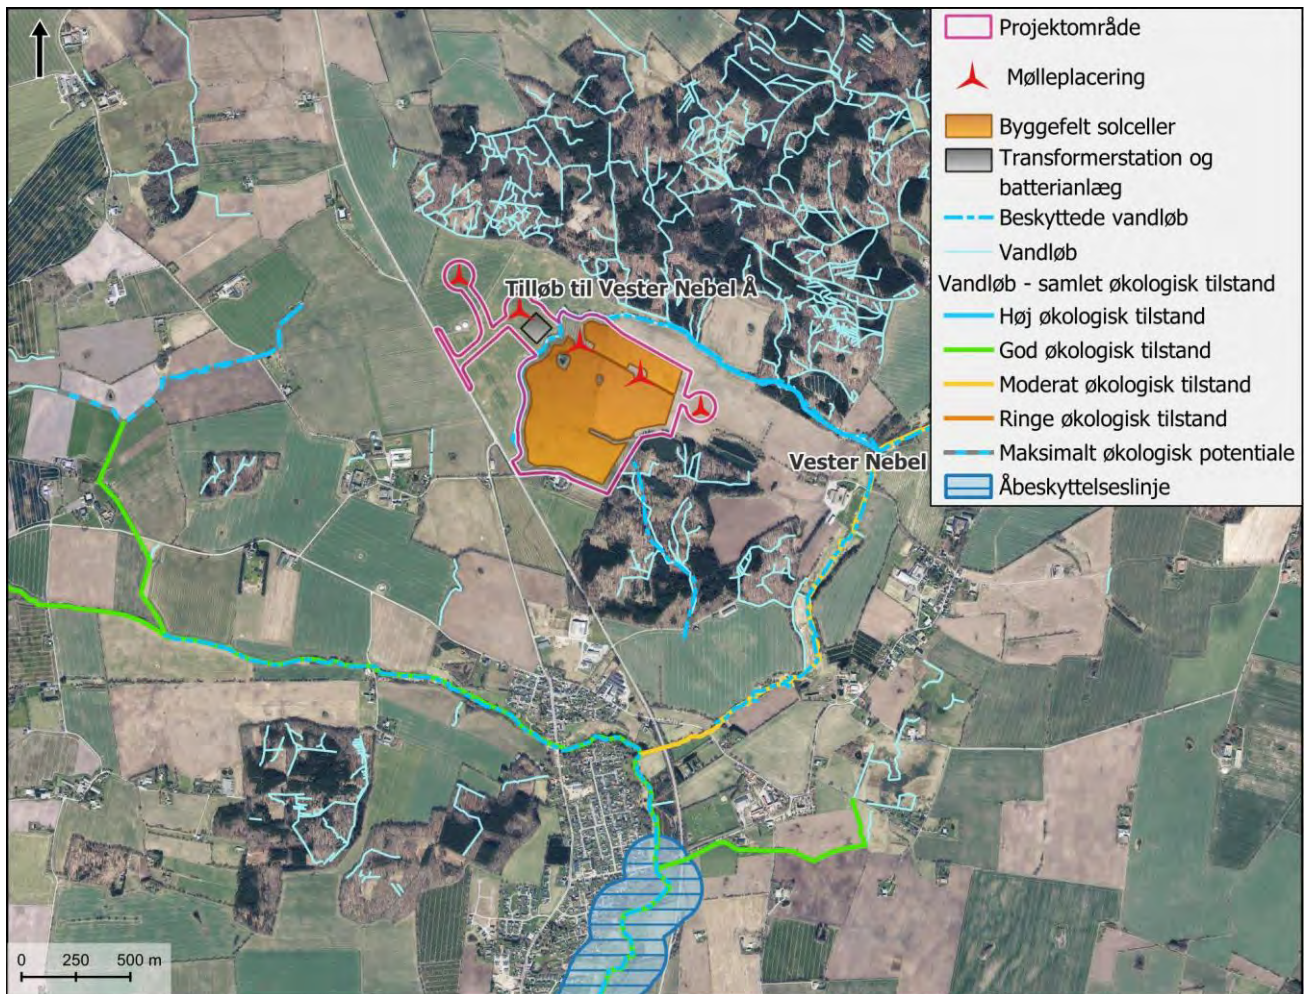 Projektområde
Mølleplacering
Byggefelt solceller
Transformerstation og
batterianlæg
Beskyttede vandløb
Vandløb
Vandløb - samlet økologisk tilstand
Høj økologisk tilstand
God økologisk tilstand
Moderat økologisk tilstand
Ringe økologisk tilstand
Maksimalt økologisk potentiale
Åbeskyttelseslinje
Tilløb til Vester Nebel Å
Vester Nebel
0 250 500 m